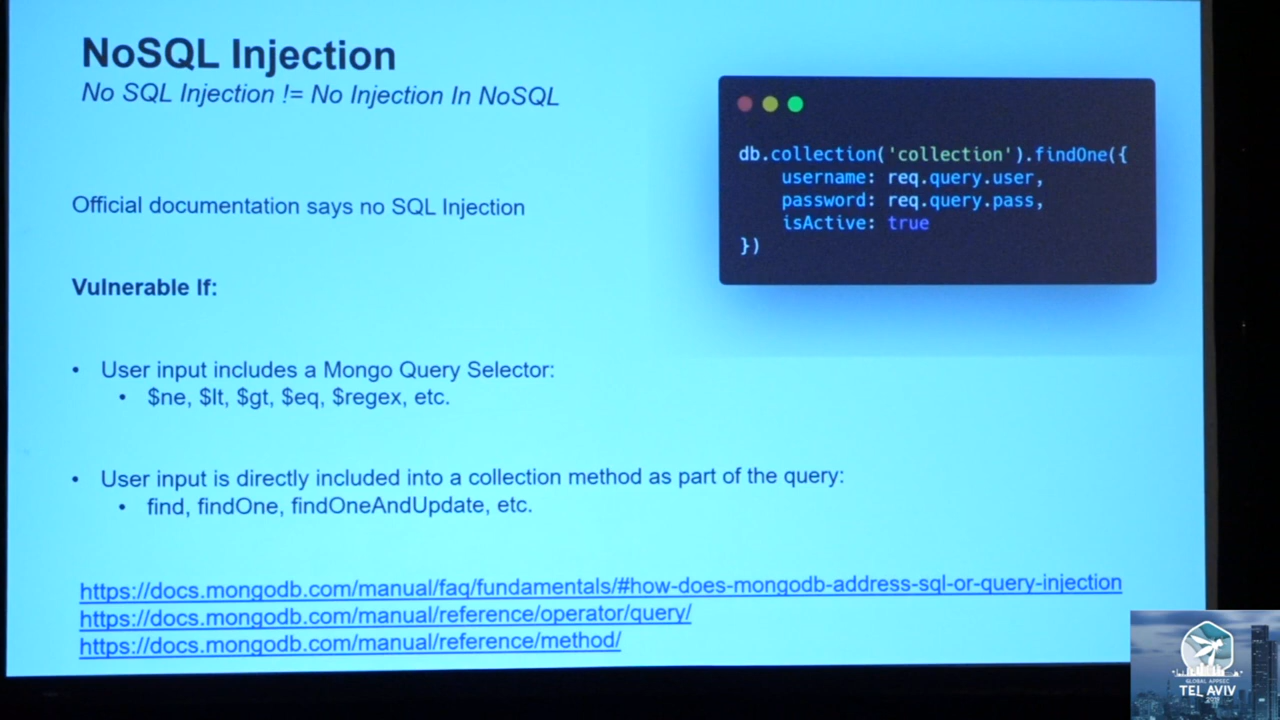 NoSQL Injection
No SQL Injection != No Injection In NoSQL
db.collection('collection').findOne({
username: req.query.user,
password: req.query.pass,
isActive: true
})
Official documentation says no SQL Injection
Vulnerable If:
• User input includes a Mongo Query Selector:
• $ne, $lt, $gt, $eq, $regex, etc.
• User input is directly included into a collection method as part of the query:
• find, findOne, findOneAndUpdate, etc.
https://docs.mongodb.com/manual/faq/fundamentals/#how-does-mongodb-address-sql-or-query-injection
https://docs.mongodb.com/manual/reference/operator/query/
https://docs.mongodb.com/manual/reference/method/
GLOBAL APPSEC
TEL AVIV